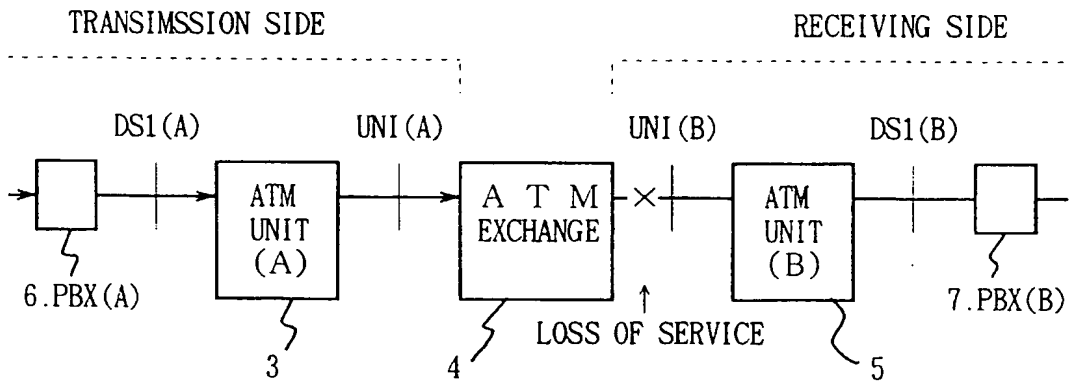 TRANSIMSSION SIDE
RECEIVING SIDE
DS1(A)
UNI(A)
UNI(B)
DS1(B)
ATM
UNIT
(A)
A T M
EXCHANGE
ATM
UNIT
(B)
6.PBX(A)
7.PBX(B)
LOSS OF SERVICE
3
4
5